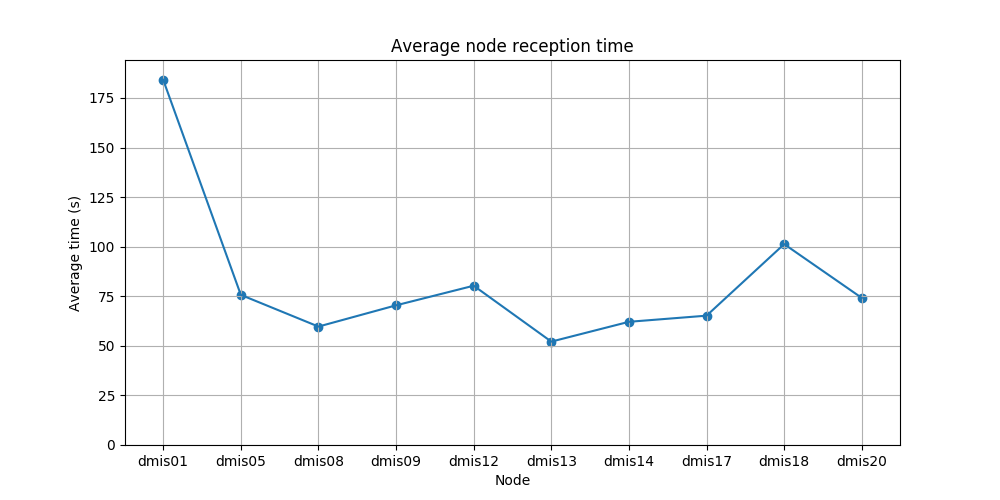 Average node reception time
Average time (s)
175
150
125
100
75
50
25
0
dmis01 dmis05 dmis08 dmis09 dmis12 dmis13 dmis14 dmis17 dmis18 dmis20
Node